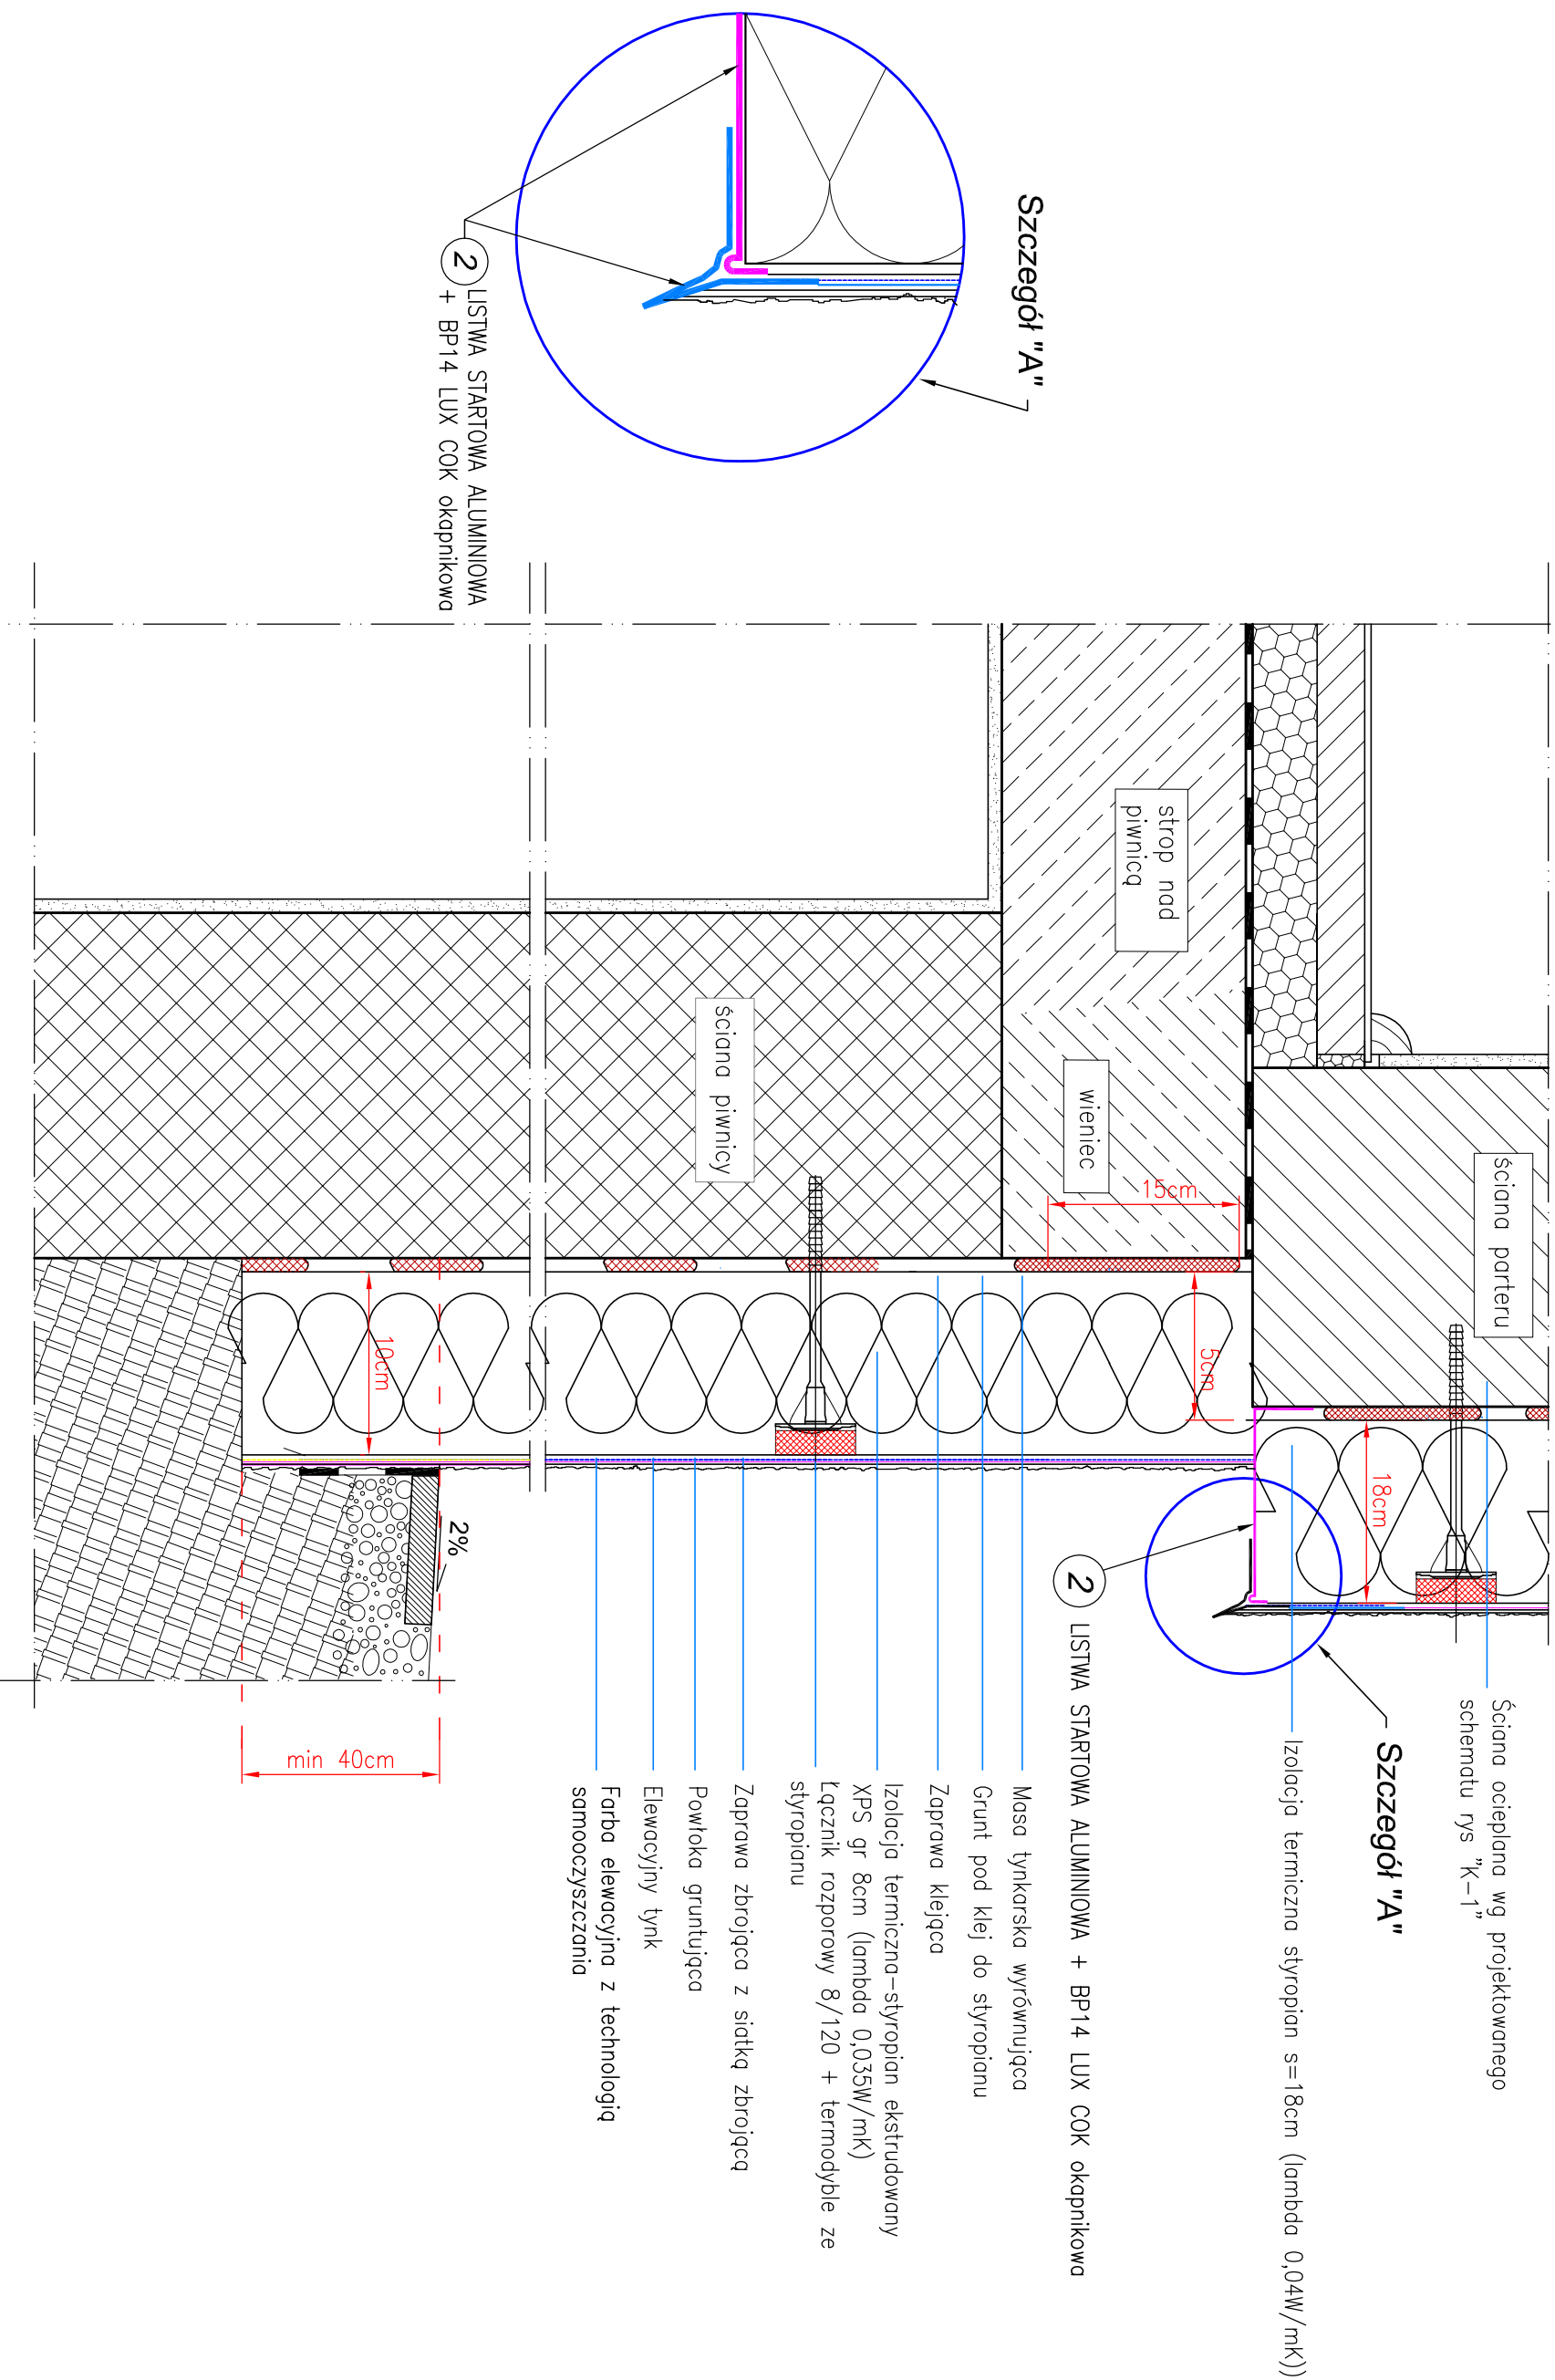 Szczegół "A"
2
LISTWA STARTOWA ALUMINIOWA
+ BP14 LUX COK okapnikowa
ściana parteru
strop nad
piwnicą
wieniec
ściana piwnicy
15cm
5cm
18cm
10cm
2%
min 40cm
Ściana ocieplana wg projektowanego
schematu rys "K-1"
Szczegół "A"
Izolacja termiczna styropian s=18cm (lambda 0,04W/mK))
2
LISTWA STARTOWA ALUMINIOWA + BP14 LUX COK okapnikowa
Masa tynkarska wyrównująca
Grunt pod klej do styropianu
Zaprawa klejąca
Izolacja termiczna-styropian ekstrudowany
XPS gr 8cm (lambda 0,035W/mK)
Łącznik rozporowy 8/120 + termodyble ze
styropianu
Zaprawa zbrojąca z siatką zbrojącą
Powłoka gruntująca
Elewacyjny tynk
Farba elewacyjna z technologią
samooczyszczania